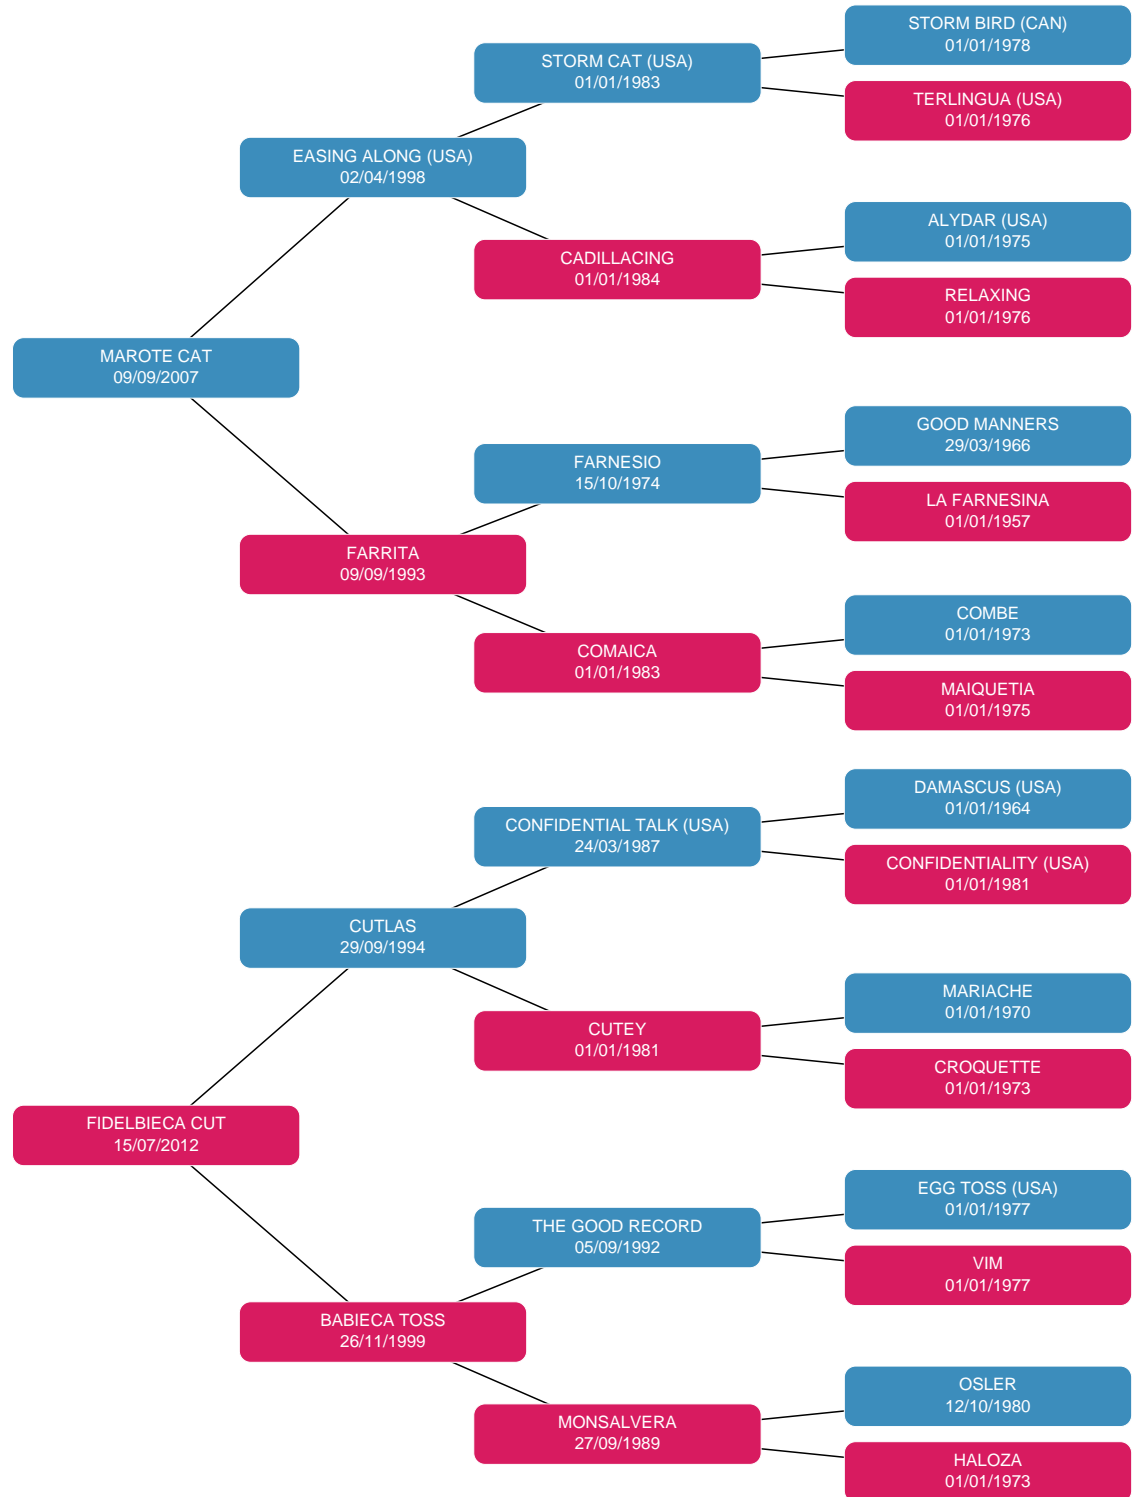 STORM BIRD (CAN)
01/01/1978
STORM CAT (USA)
01/01/1983
TERLINGUA (USA)
01/01/1976
EASING ALONG (USA)
02/04/1998
ALYDAR (USA)
01/01/1975
CADILLACING
01/01/1984
RELAXING
01/01/1976
MAROTE CAT
09/09/2007
GOOD MANNERS
29/03/1966
FARNESIO
15/10/1974
LA FARNESINA
01/01/1957
FARRITA
09/09/1993
COMBE
01/01/1973
COMAICA
01/01/1983
MAIQUETIA
01/01/1975
DAMASCUS (USA)
01/01/1964
CONFIDENTIAL TALK (USA)
24/03/1987
CONFIDENTIALITY (USA)
01/01/1981
CUTLAS
29/09/1994
MARIACHE
01/01/1970
CUTEY
01/01/1981
CROQUETTE
01/01/1973
FIDELBIECA CUT
15/07/2012
EGG TOSS (USA)
01/01/1977
THE GOOD RECORD
05/09/1992
VIM
01/01/1977
BABIECA TOSS
26/11/1999
OSLER
12/10/1980
MONSALVERA
27/09/1989
HALOZA
01/01/1973